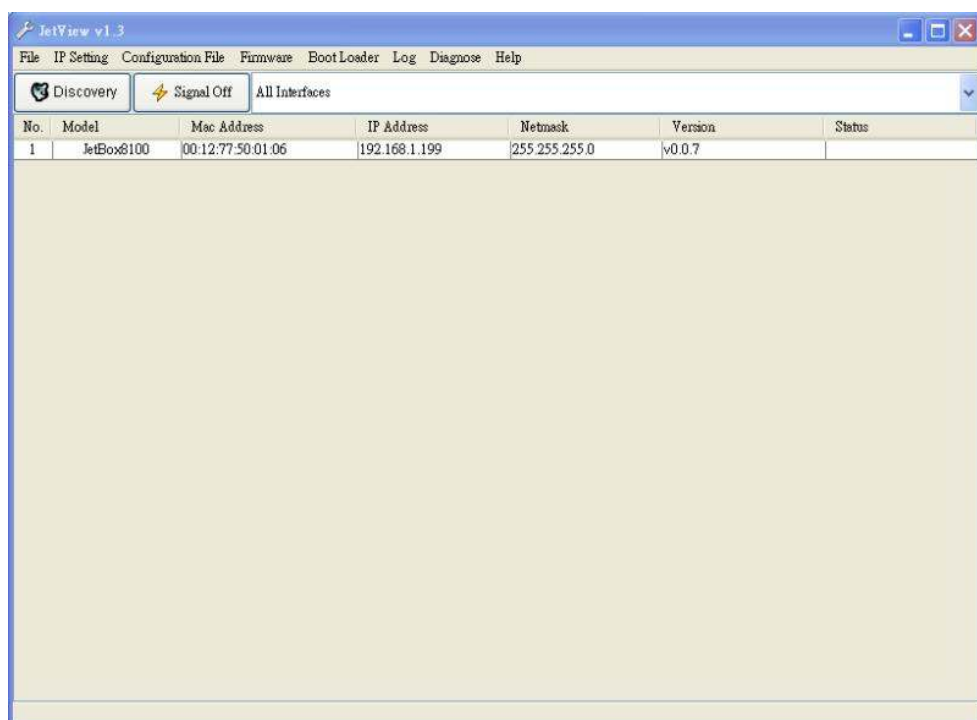 JetView v1.3
File IP Setting Configuration File Firmware Boot Loader Log Diagnose Help
Discovery Signal Off All Interfaces
No. Model Mac Address IP Address Netmask Version Status
1 JetBox8100 00:12:77:50:01:06 192.168.1.199 255.255.255.0 v0.0.7